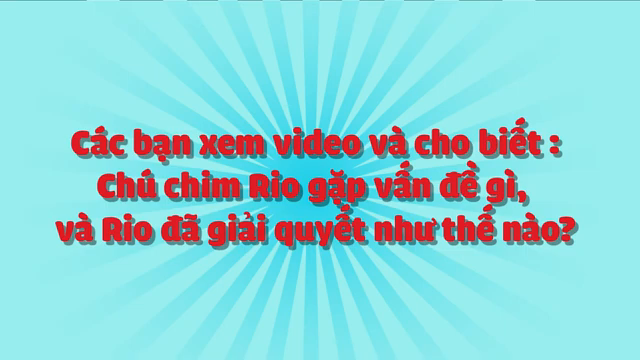 Các bạn xem video và cho biết :
Chú chim Rio gặp vấn đề gì,
và Rio đã giải quyết như thế nào?